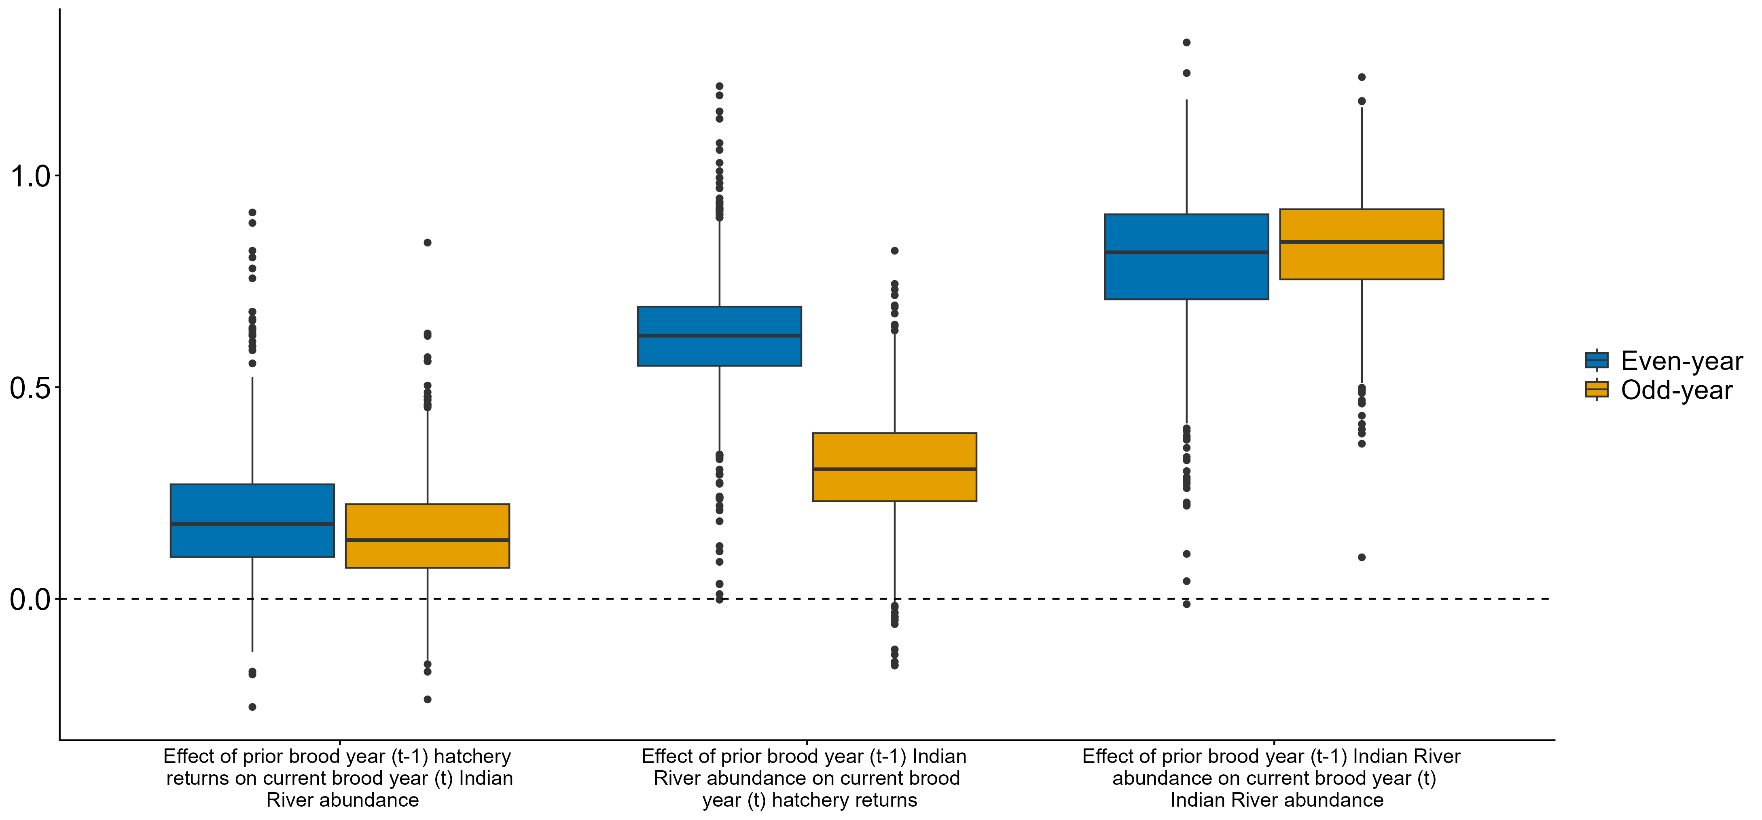 1.0
0.5
0.0
Effect of prior brood year (t-1) hatchery
returns on current brood year (t) Indian
River abundance
Effect of prior brood year (t-1) Indian
River abundance on current brood
year (t) hatchery returns
Effect of prior brood year (t-1) Indian River
abundance on current brood year (t)
Indian River abundance
Even-year
Odd-year